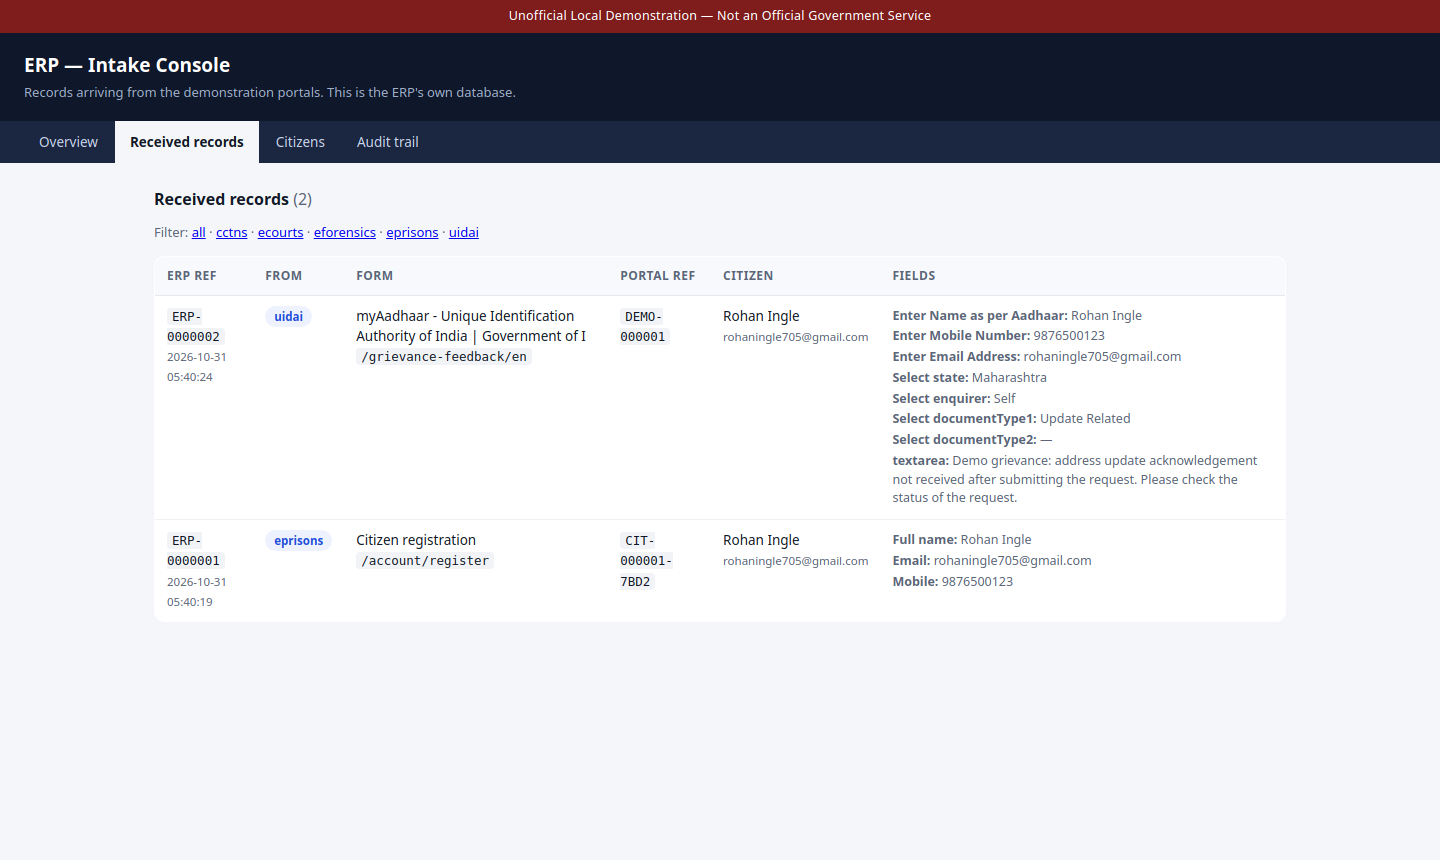 Unofficial Local Demonstration — Not an Official Government Service
ERP — Intake Console
Records arriving from the demonstration portals. This is the ERP's own database.
Overview
Received records
Citizens
Audit trail
Received records (2)
Filter: all · cctns · ecourts · eforensics · eprisons · uidai
ERP REF
FROM
FORM
PORTAL REF
CITIZEN
FIELDS
ERP-
0000002
2026-10-31
05:40:24
uidai
myAadhaar - Unique Identification
Authority of India | Government of I
/grievance-feedback/en
DEMO-
000001
Rohan Ingle
rohaningle705@gmail.com
Enter Name as per Aadhaar: Rohan Ingle
Enter Mobile Number: 9876500123
Enter Email Address: rohaningle705@gmail.com
Select state: Maharashtra
Select enquirer: Self
Select documentType1: Update Related
Select documentType2: —
textarea: Demo grievance: address update acknowledgement
not received after submitting the request. Please check the
status of the request.
ERP-
0000001
2026-10-31
05:40:19
eprisons
Citizen registration
/account/register
CIT-
000001-
7BD2
Rohan Ingle
rohaningle705@gmail.com
Full name: Rohan Ingle
Email: rohaningle705@gmail.com
Mobile: 9876500123